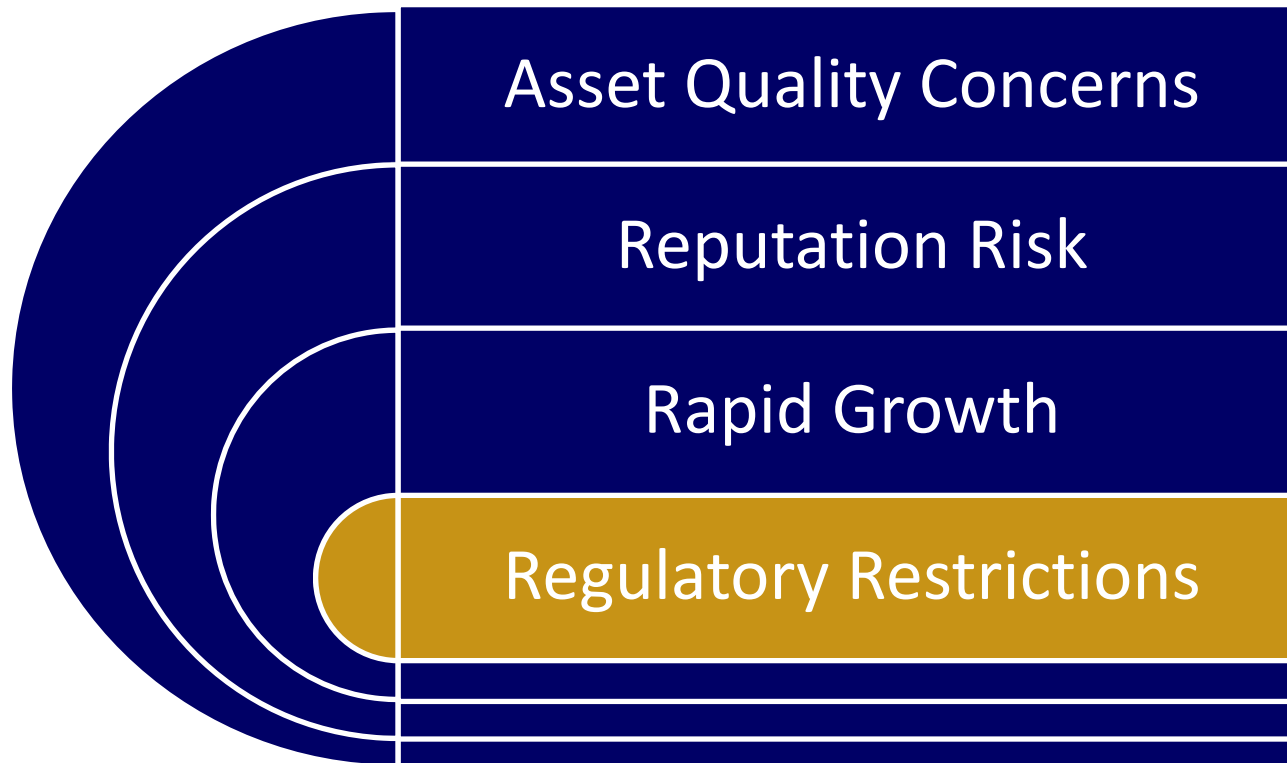 Asset Quality Concerns
Reputation Risk
Rapid Growth
Regulatory Restrictions